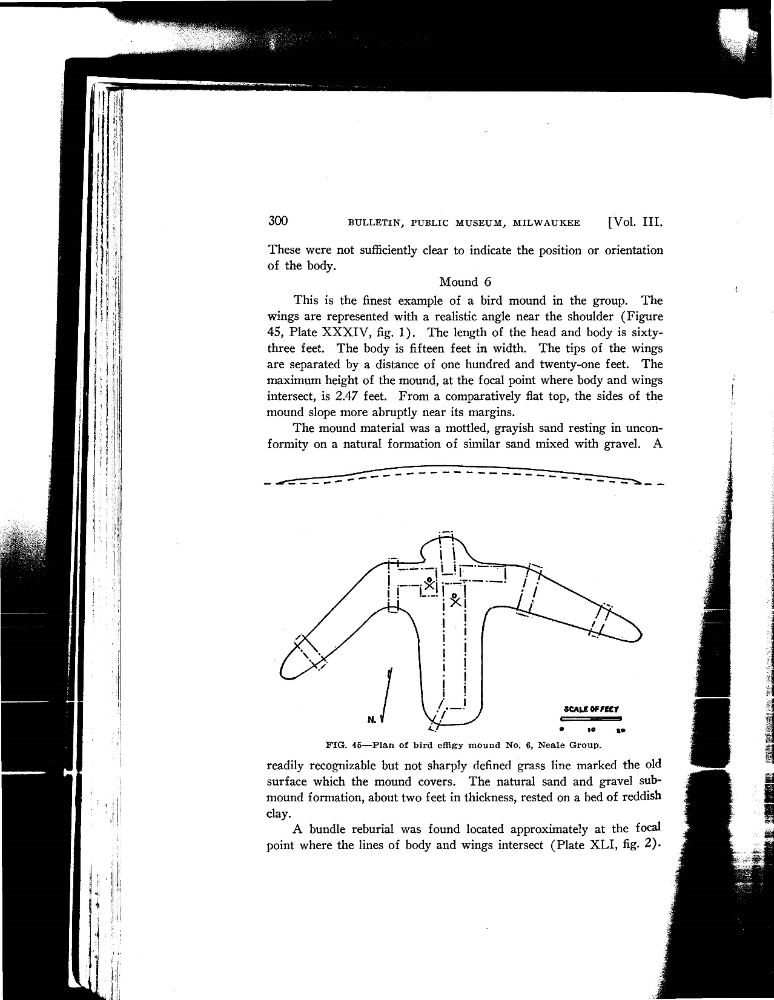 300 BULLETIN, PUBLIC MUSEUM, MILWAUKEE [Vol. III.
These were not sufficiently clear to indicate the position or orientation
of the body.
Mound 6
This is the finest example of a bird mound in the group. The
wings are represented with a realistic angle near the shoulder (Figure
45, Plate XXXIV, fig. 1). The length of the head and body is sixty-
three feet. The body is fifteen feet in width. The tips of the wings
are separated by a distance of one hundred and twenty-one feet. The
maximum height of the mound, at the focal point where body and wings
intersect, is 2.47 feet. From a comparatively flat top, the sides of the
mound slope more abruptly near its margins.
The mound material was a mottled, grayish sand resting in uncon-
formity on a natural formation of similar sand mixed with gravel. A
SCALE OF FEET
N.
0 10 20
FIG. 45—Plan of bird effigy mound No. 6, Neale Group.
readily recognizable but not sharply defined grass line marked the old
surface which the mound covers. The natural sand and gravel sub-
mound formation, about two feet in thickness, rested on a bed of reddish
clay.
A bundle reburial was found located approximately at the focal
point where the lines of body and wings intersect (Plate XLI, fig. 2).